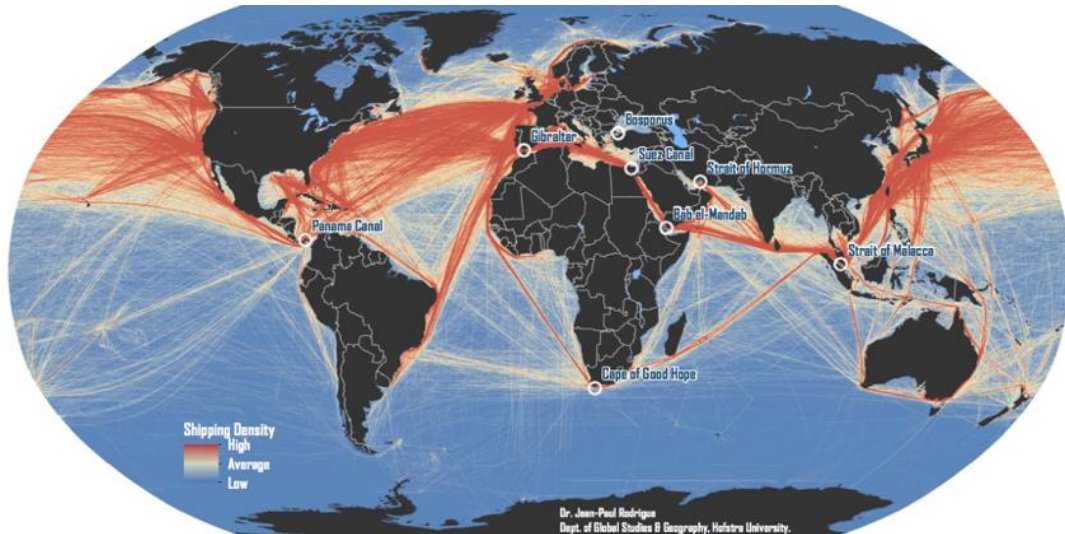 Bosporus
Gibraltar
Suez Canal
Strait of Hormuz
Bab el-Mandab
Panama Canal
Strait of Malacca
Cape of Good Hope
Shipping Density
High
Average
Low
Dr. Jean-Paul Rodrigue
Dept. of Global Studies & Geography, Hofstra University.